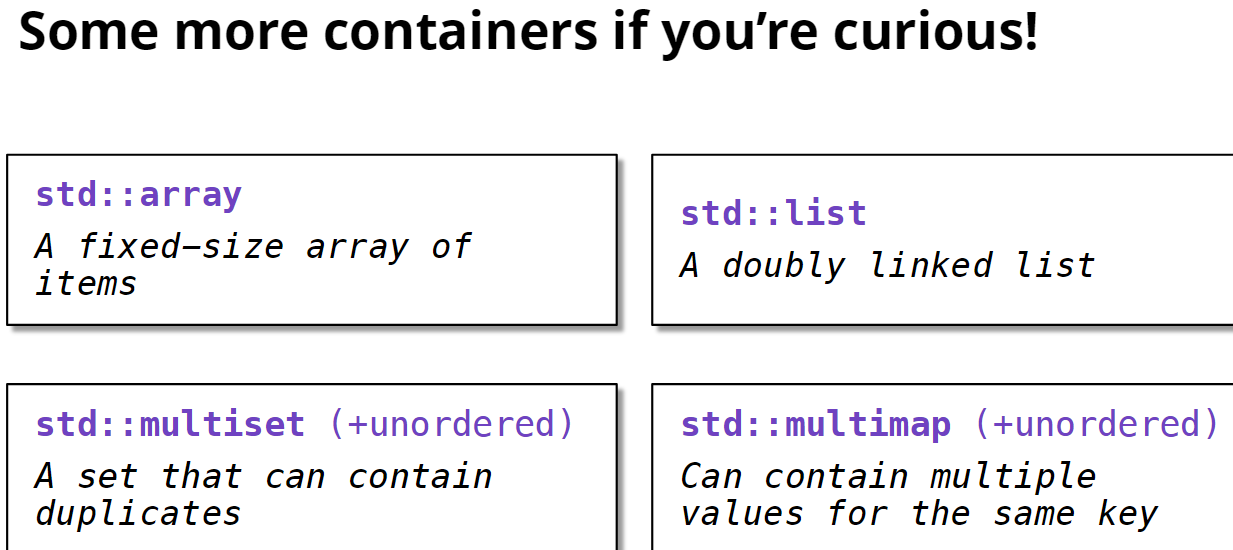 Some more containers if you’re curious!
std::array
A fixed-size array of
items
std::list
A doubly linked list
std::multiset (+unordered)
A set that can contain
duplicates
std::multimap (+unordered)
Can contain multiple
values for the same key